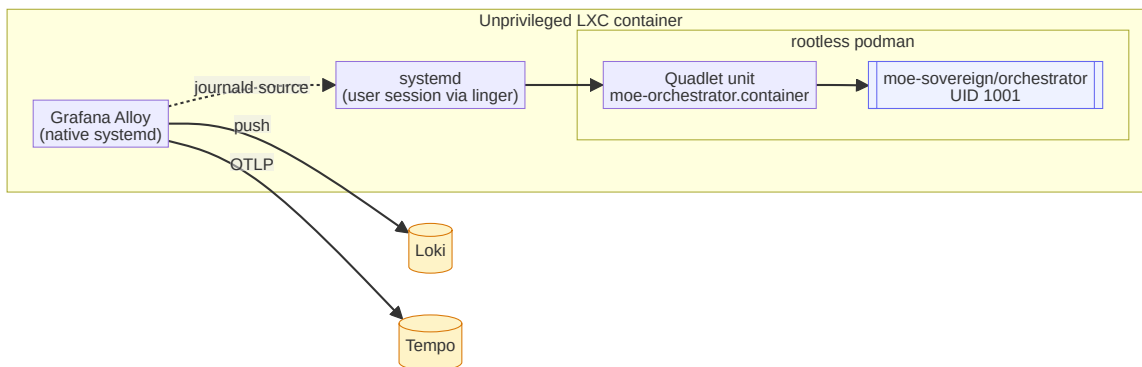 Unprivileged LXC container
rootless podman
journald source
systemd
(user session via linger)
Quadlet unit
moe-orchestrator.container
moe-sovereign/orchestrator
UID 1001
Grafana Alloy
(native systemd)
push
OTLP
Loki
Tempo